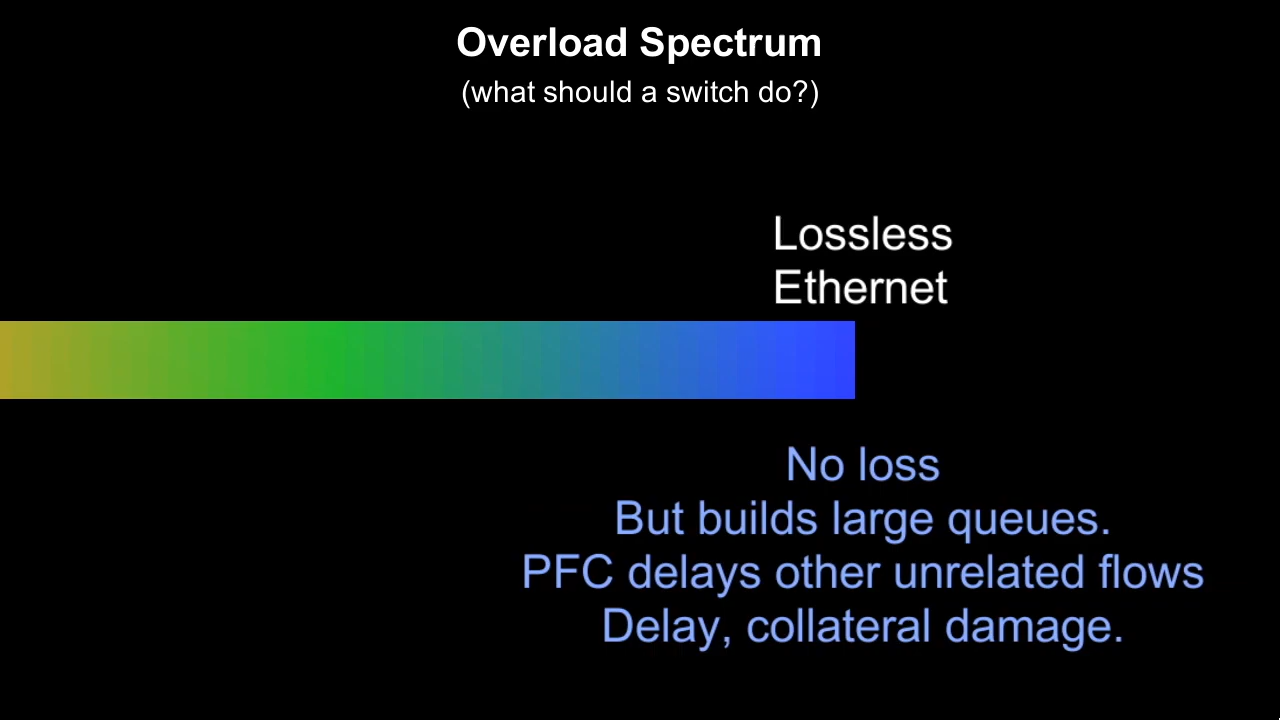 Overload Spectrum
(what should a switch do?)
Lossless
Ethernet
No loss
But builds large queues.
PFC delays other unrelated flows
Delay, collateral damage.